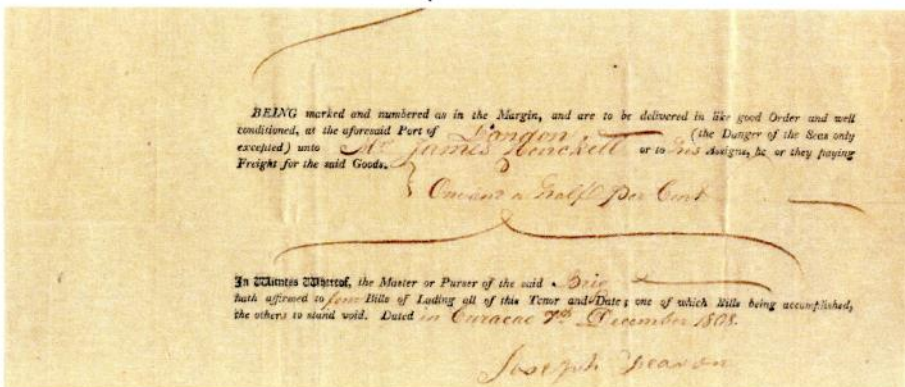 BEING marked and numbered as in the Margin, and are to be delivered in like good Order and well
conditioned, at the aforesaid Port of (the Danger of the Seas only
excepted) unto Mr. James Hackett or to his Assigns, he or they paying
Freight for the said Goods.
One and a half per Cent
In Witness Whereof, the Master or Purser of the said Brig
hath affirmed to four Bills of Lading all of this Tenor and Date; one of which Bills being accomplished,
the others to stand void. Dated in Curacao 7th December 1808.
Joseph Yeaton